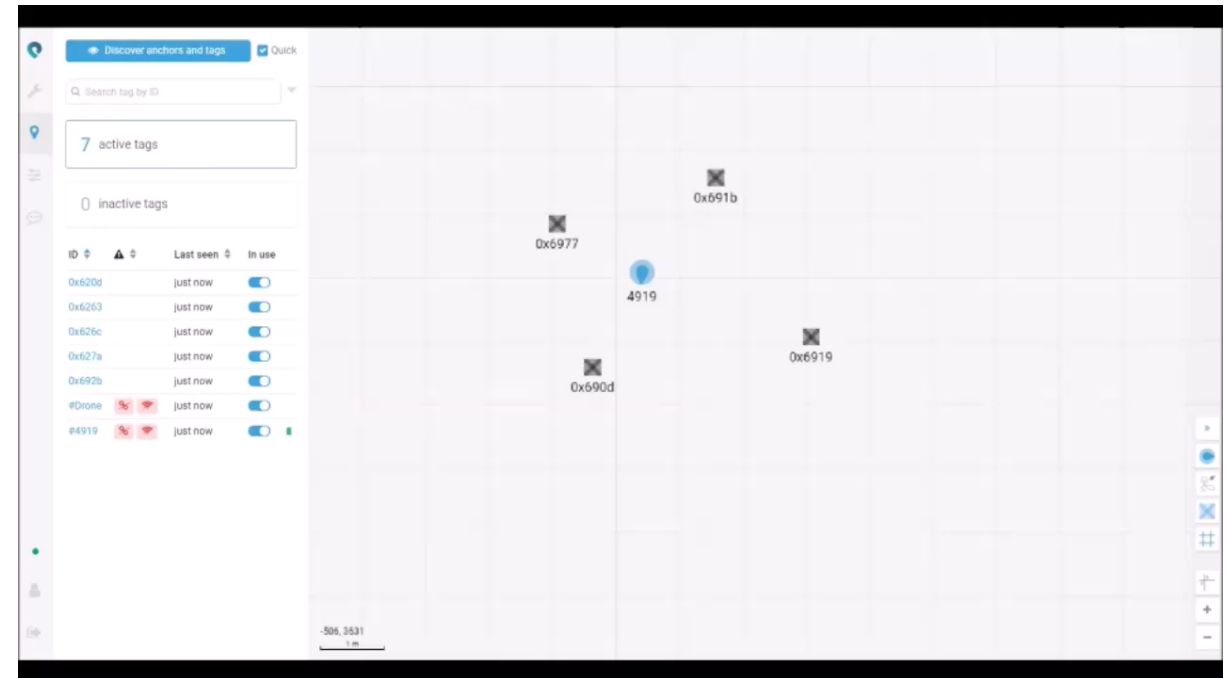 Discover anchors and tags
Quick
Search tag by ID
7 active tags
0 inactive tags
ID Last seen In use
0x620d just now
0x6263 just now
0x626c just now
0x627a just now
0x692b just now
#Drone just now
#4919 just now
0x691b
0x6977
4919
0x6919
0x690d
-506, 3631
1 m